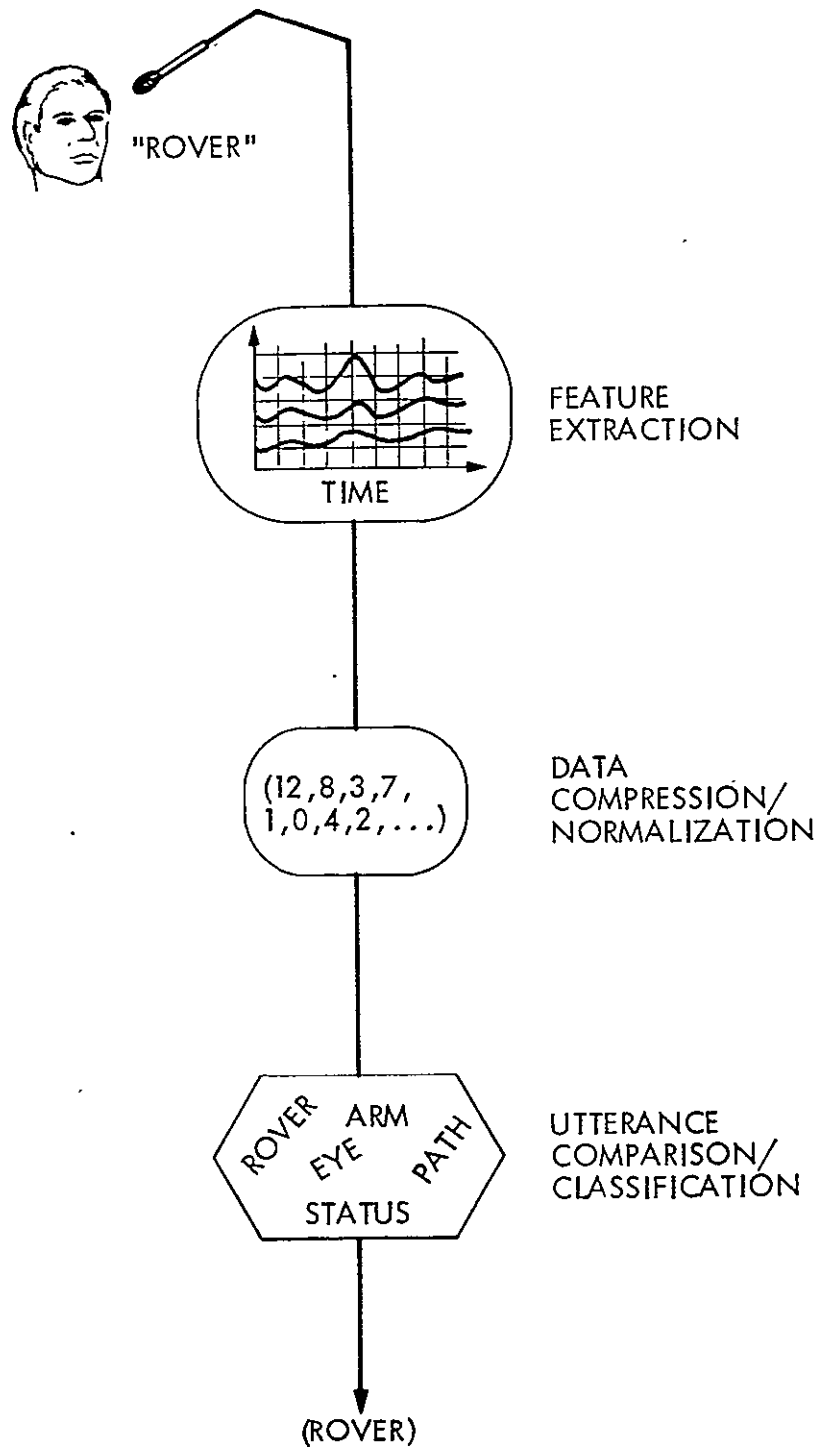 "ROVER"
TIME
FEATURE
EXTRACTION
(12,8,3,7,
1,0,4,2,...)
DATA
COMPRESSION/
NORMALIZATION
ROVER
ARM
EYE
PATH
STATUS
UTTERANCE
COMPARISON/
CLASSIFICATION
(ROVER)